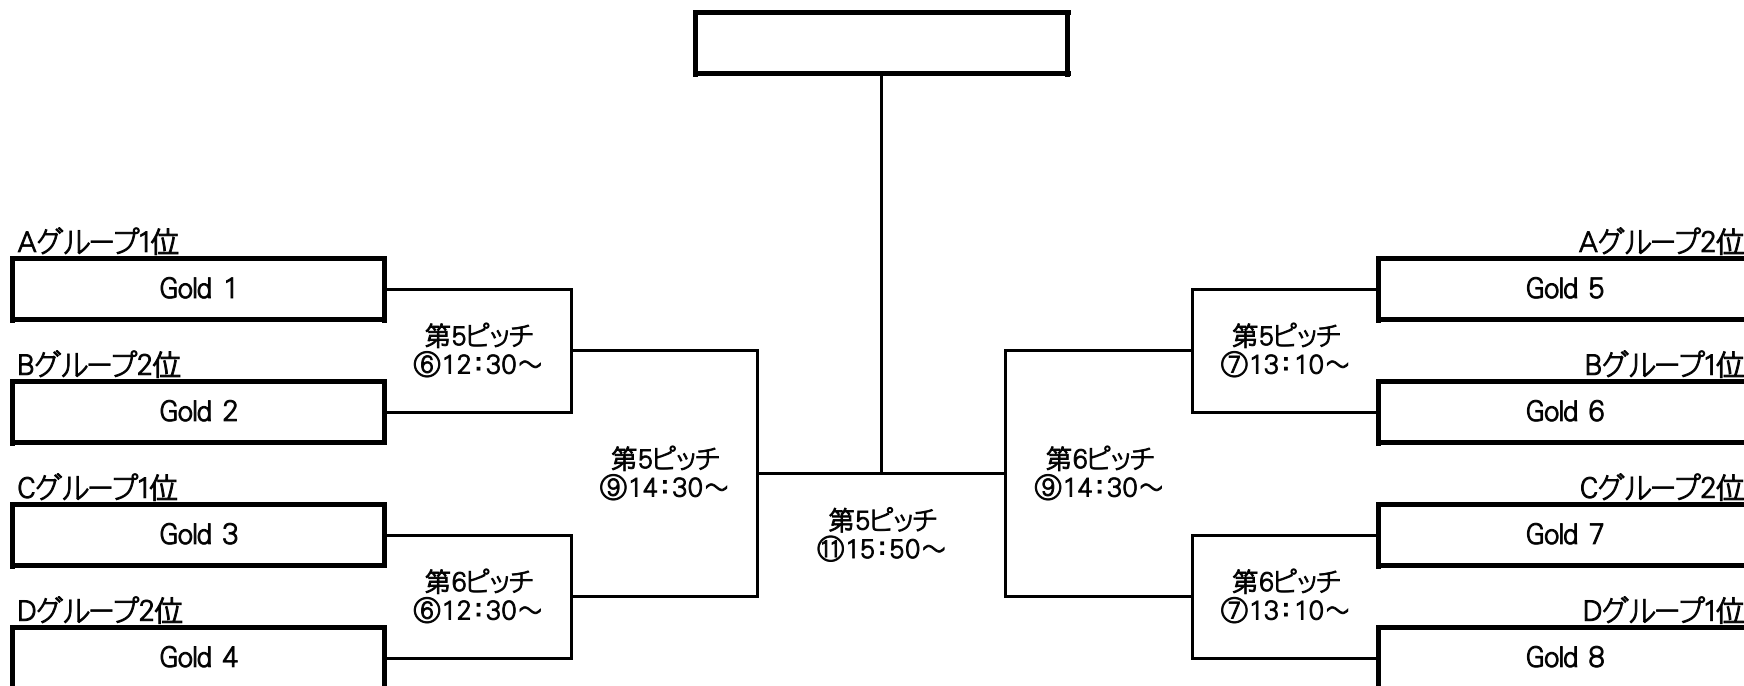 Aグループ1位
Gold 1
第5ピッチ
⑥12：30～
Bグループ2位
Gold 2
第5ピッチ
⑨14：30～
Cグループ1位
Gold 3
第6ピッチ
⑥12：30～
Dグループ2位
Gold 4
第5ピッチ
⑪15：50～
Aグループ2位
Gold 5
第5ピッチ
⑦13：10～
Bグループ1位
Gold 6
第6ピッチ
⑨14：30～
Cグループ2位
Gold 7
第6ピッチ
⑦13：10～
Dグループ1位
Gold 8